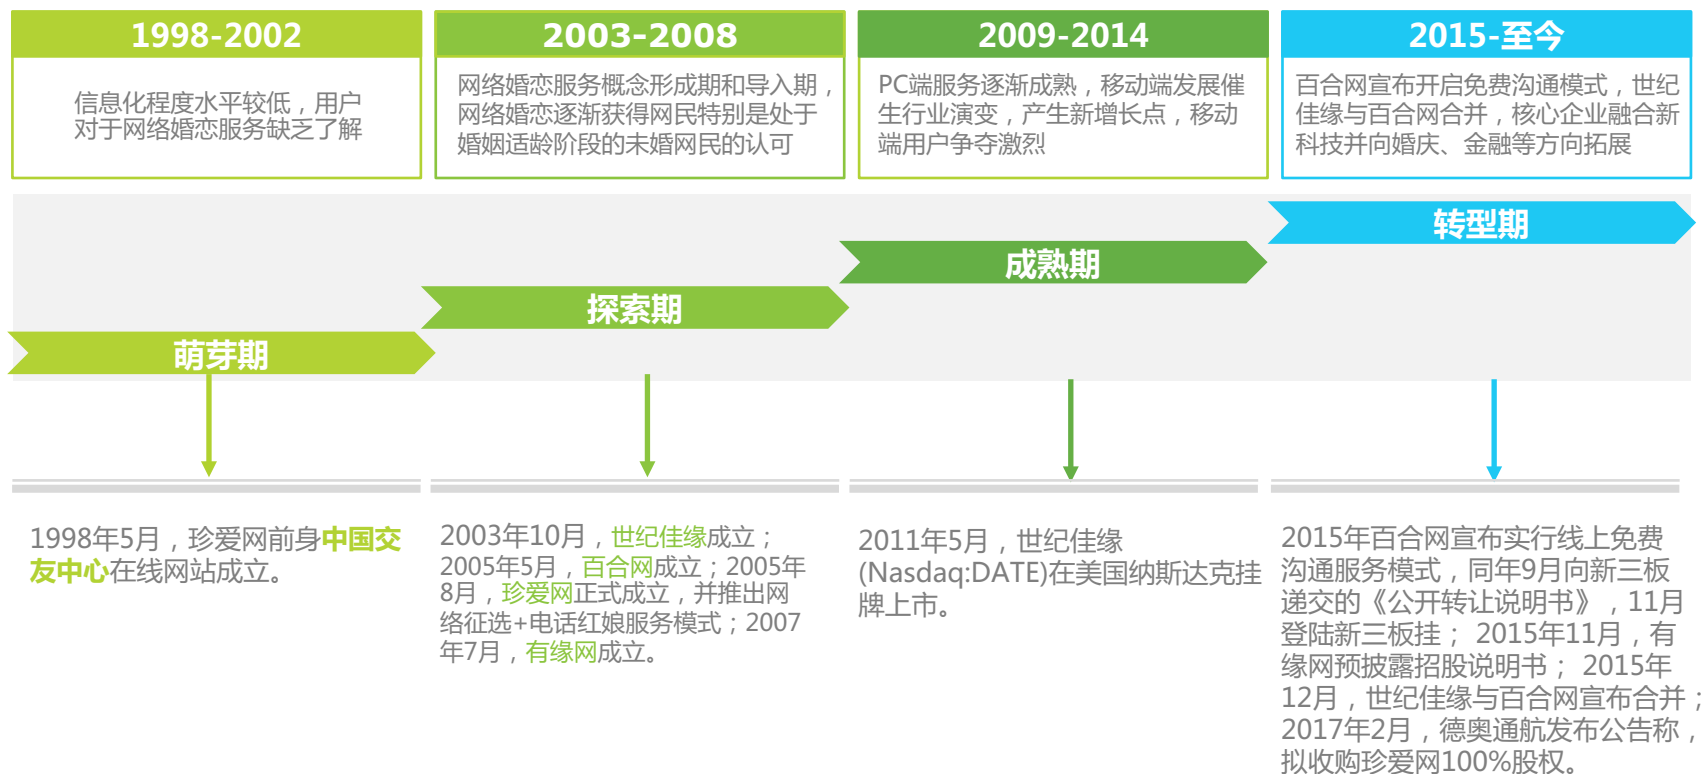 1998-2002
信息化程度水平较低，用户
对于网络婚恋服务缺乏了解
2003-2008
网络婚恋服务概念形成期和导入期，
网络婚恋逐渐获得网民特别是处于
婚姻适龄阶段的未婚网民的认可
2009-2014
PC端服务逐渐成熟，移动端发展催
生行业演变，产生新增长点，移动
端用户争夺激烈
2015-至今
百合网宣布开启免费沟通模式，世纪
佳缘与百合网合并，核心企业融合新
科技并向婚庆、金融等方向拓展
萌芽期
探索期
成熟期
转型期
1998年5月，珍爱网前身中国交
友中心在线网站成立。
2003年10月，世纪佳缘成立；
2005年5月，百合网成立；2005年
8月，珍爱网正式成立，并推出网
络征选+电话红娘服务模式；2007
年7月，有缘网成立。
2011年5月，世纪佳缘
(Nasdaq:DATE)在美国纳斯达克挂
牌上市。
2015年百合网宣布实行线上免费
沟通服务模式，同年9月向新三板
递交的《公开转让说明书》，11月
登陆新三板挂； 2015年11月，有
缘网预披露招股说明书； 2015年
12月，世纪佳缘与百合网宣布合并；
2017年2月，德奥通航发布公告称，
拟收购珍爱网100%股权。